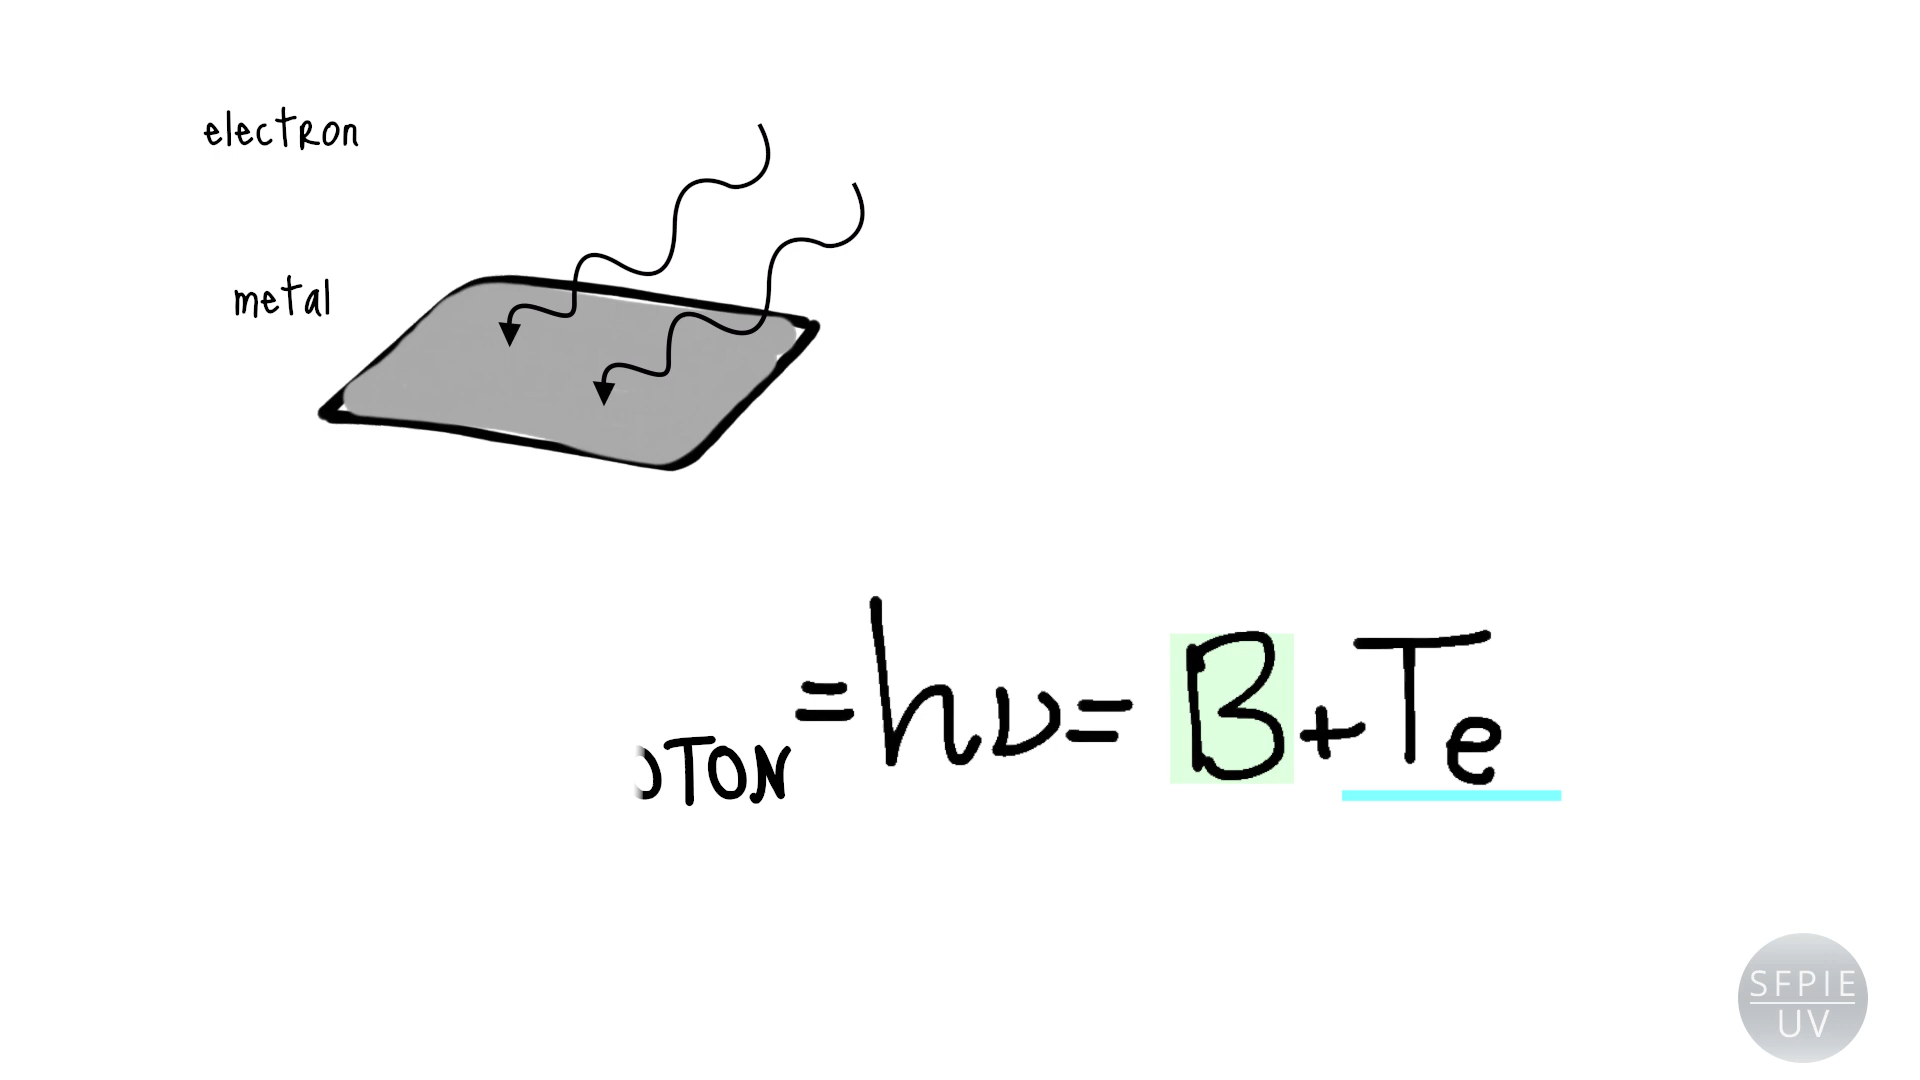 electron
metal
OTON = hν = B + Te
SFPIE
UV